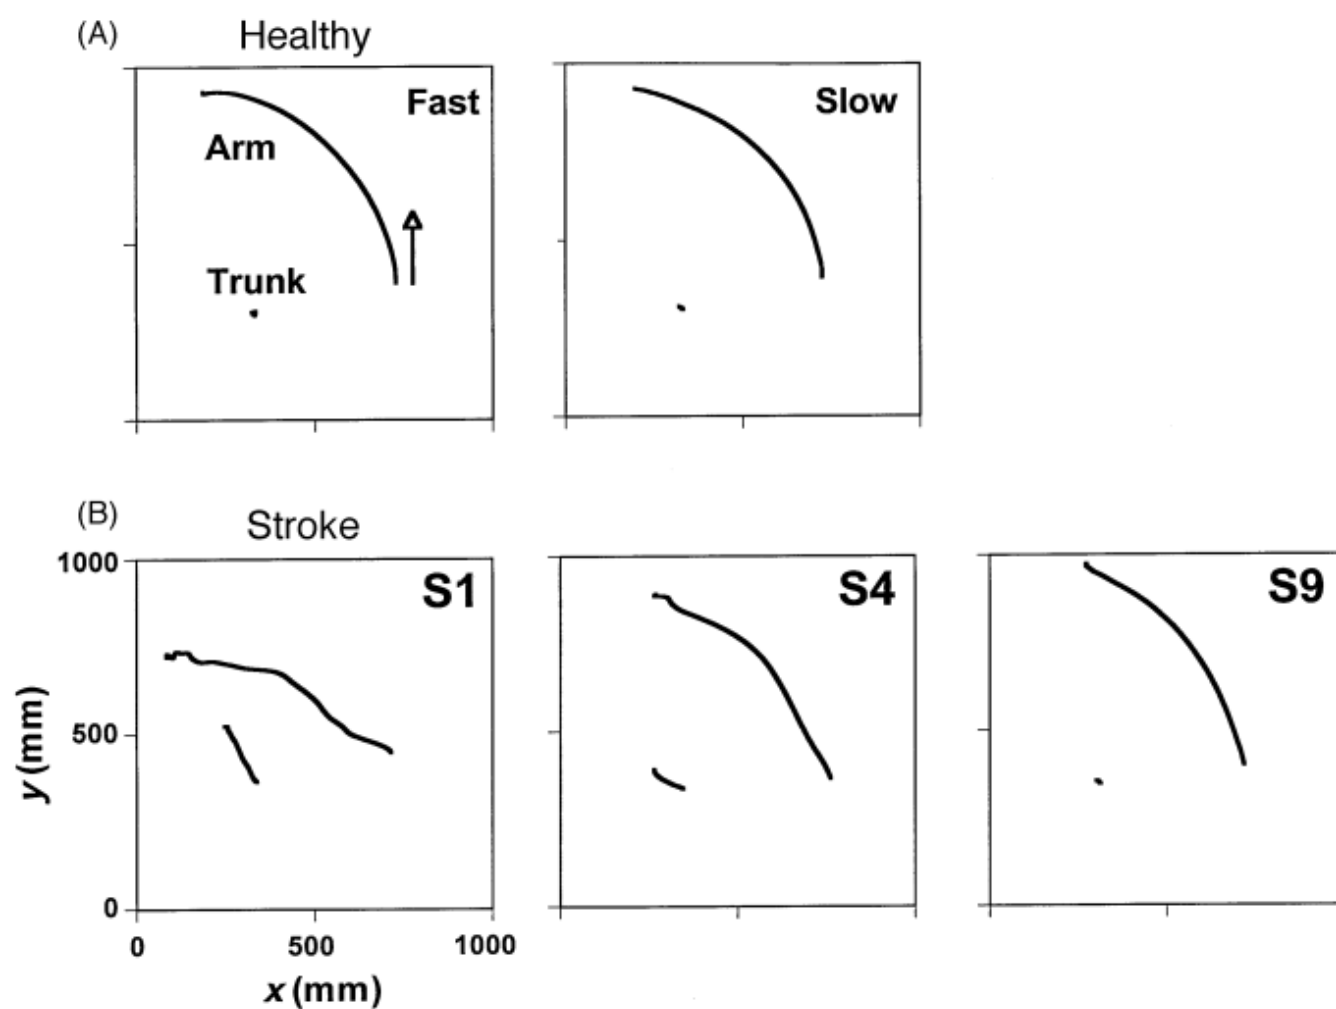 (A) Healthy
Fast
Slow
Arm
Trunk
(B) Stroke
S1
S4
S9
1000
500
0
y (mm)
0 500 1000
x (mm)